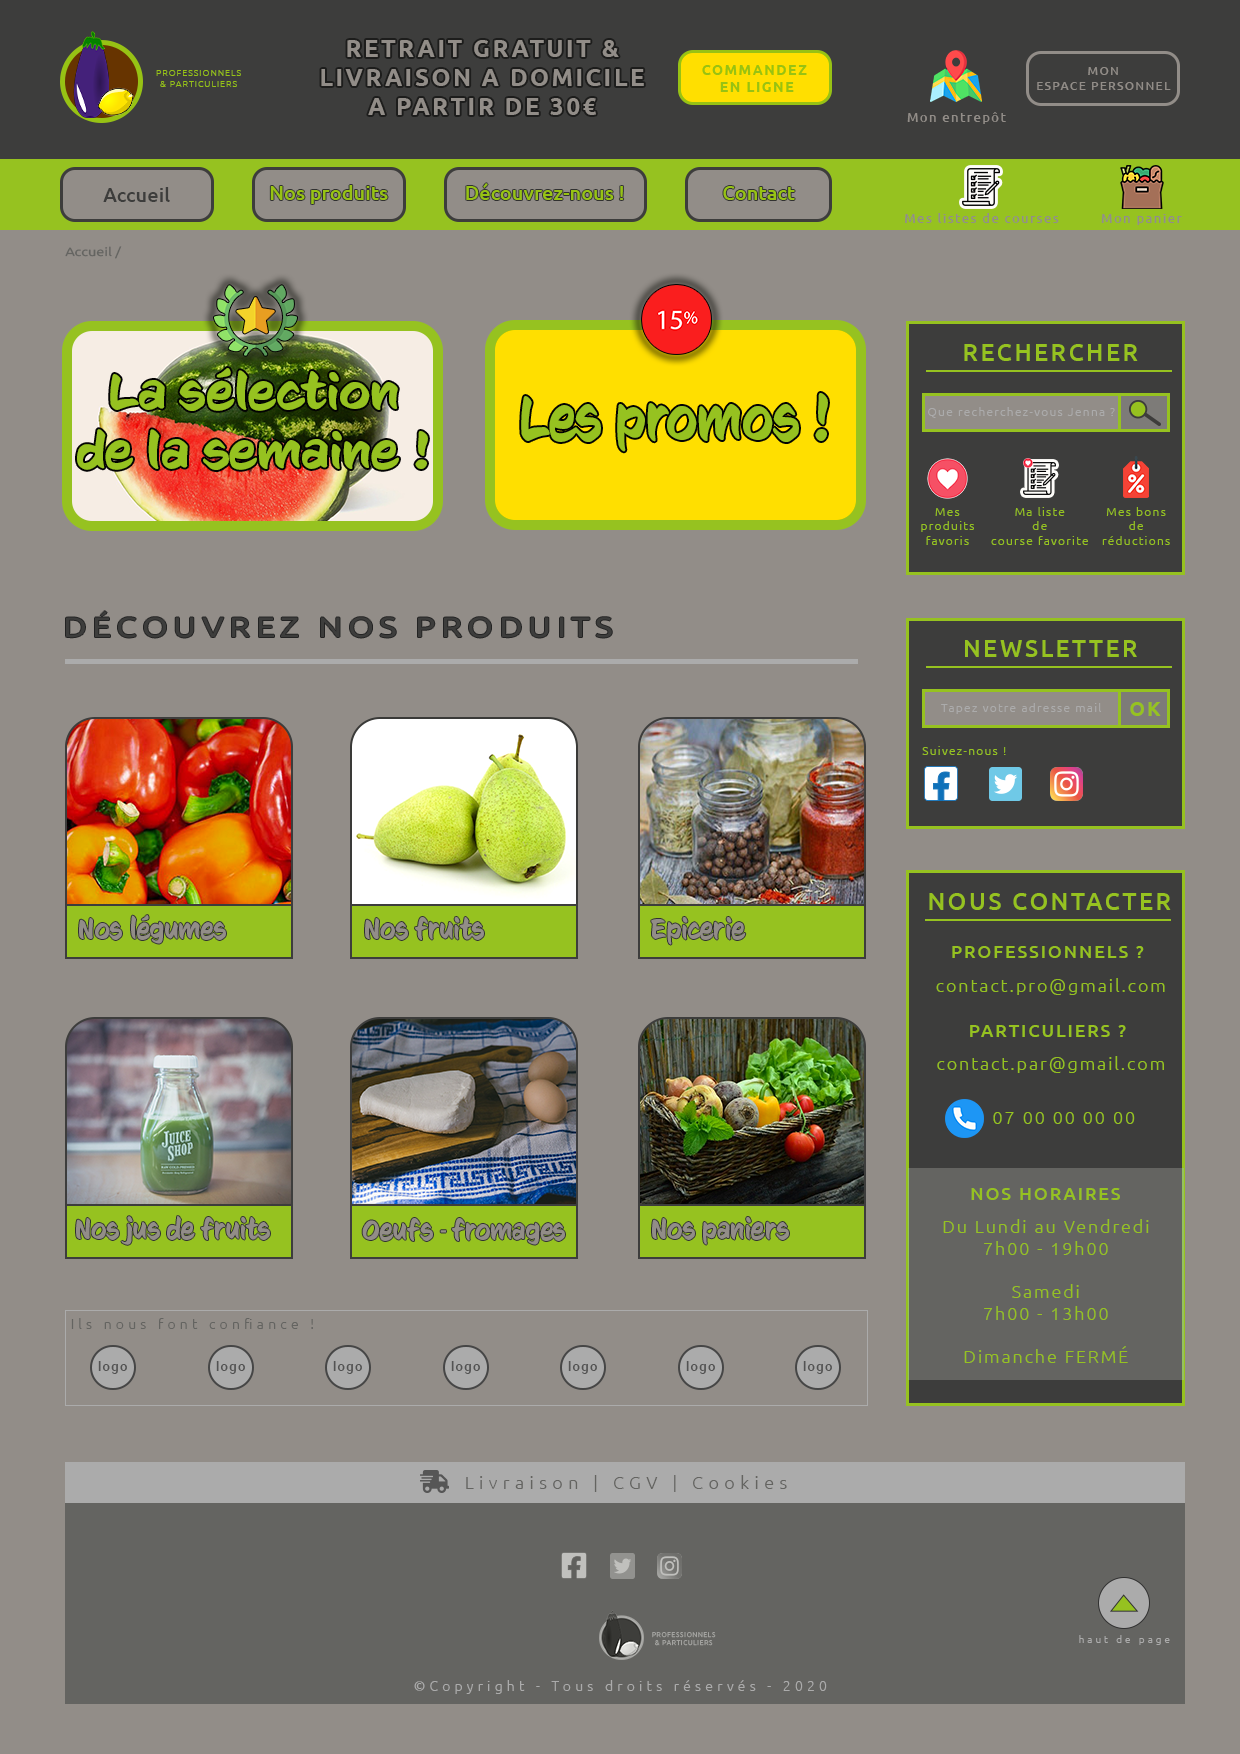 PROFESSIONNELS
& PARTICULIERS
RETRAIT GRATUIT &
LIVRAISON A DOMICILE
A PARTIR DE 30€
COMMANDEZ
EN LIGNE
Mon entrepôt
MON
ESPACE PERSONNEL
Accueil
Nos produits
Découvrez-nous !
Contact
Mes listes de courses
Mon panier
Accueil /
La sélection
de la semaine !
15%
Les promos !
RECHERCHER
Que recherchez-vous Jenna ?
Mes
produits
favoris
Ma liste
de
course favorite
Mes bons
de
réductions
DÉCOUVREZ NOS PRODUITS
NEWSLETTER
Tapez votre adresse mail
OK
Suivez-nous !
Nos légumes
Nos fruits
Epicerie
NOUS CONTACTER
PROFESSIONNELS ?
contact.pro@gmail.com
PARTICULIERS ?
contact.par@gmail.com
07 00 00 00 00
JUICE
SHOP
Nos jus de fruits
Oeufs - fromages
Nos paniers
NOS HORAIRES
Du Lundi au Vendredi
7h00 - 19h00
Samedi
7h00 - 13h00
Dimanche FERMÉ
Ils nous font confiance !
logo
logo
logo
logo
logo
logo
logo
Livraison | CGV | Cookies
PROFESSIONNELS
& PARTICULIERS
haut de page
©Copyright - Tous droits réservés - 2020